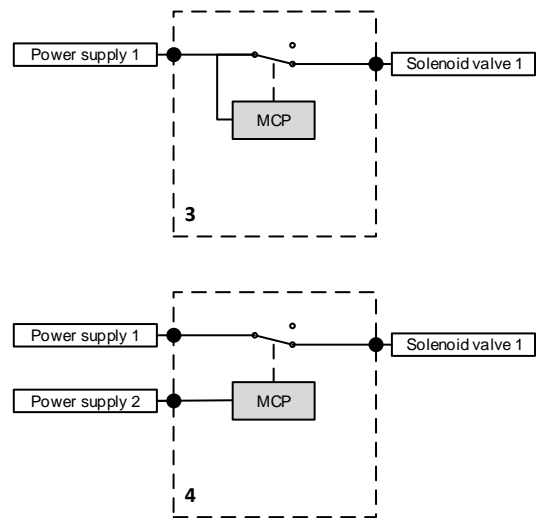 Power supply 1
Solenoid valve 1
MCP
3
Power supply 1
Solenoid valve 1
Power supply 2
MCP
4